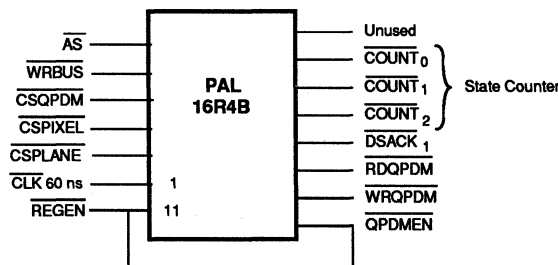 AS
WRBUS
CSQPDM
CSPIXEL
CSPLANE
CLK 60 ns
REGEN
PAL
16R4B
1
11
Unused
COUNT0
COUNT1
COUNT2
State Counter
DSACK1
RDQPDM
WRQPDM
QPDMEN